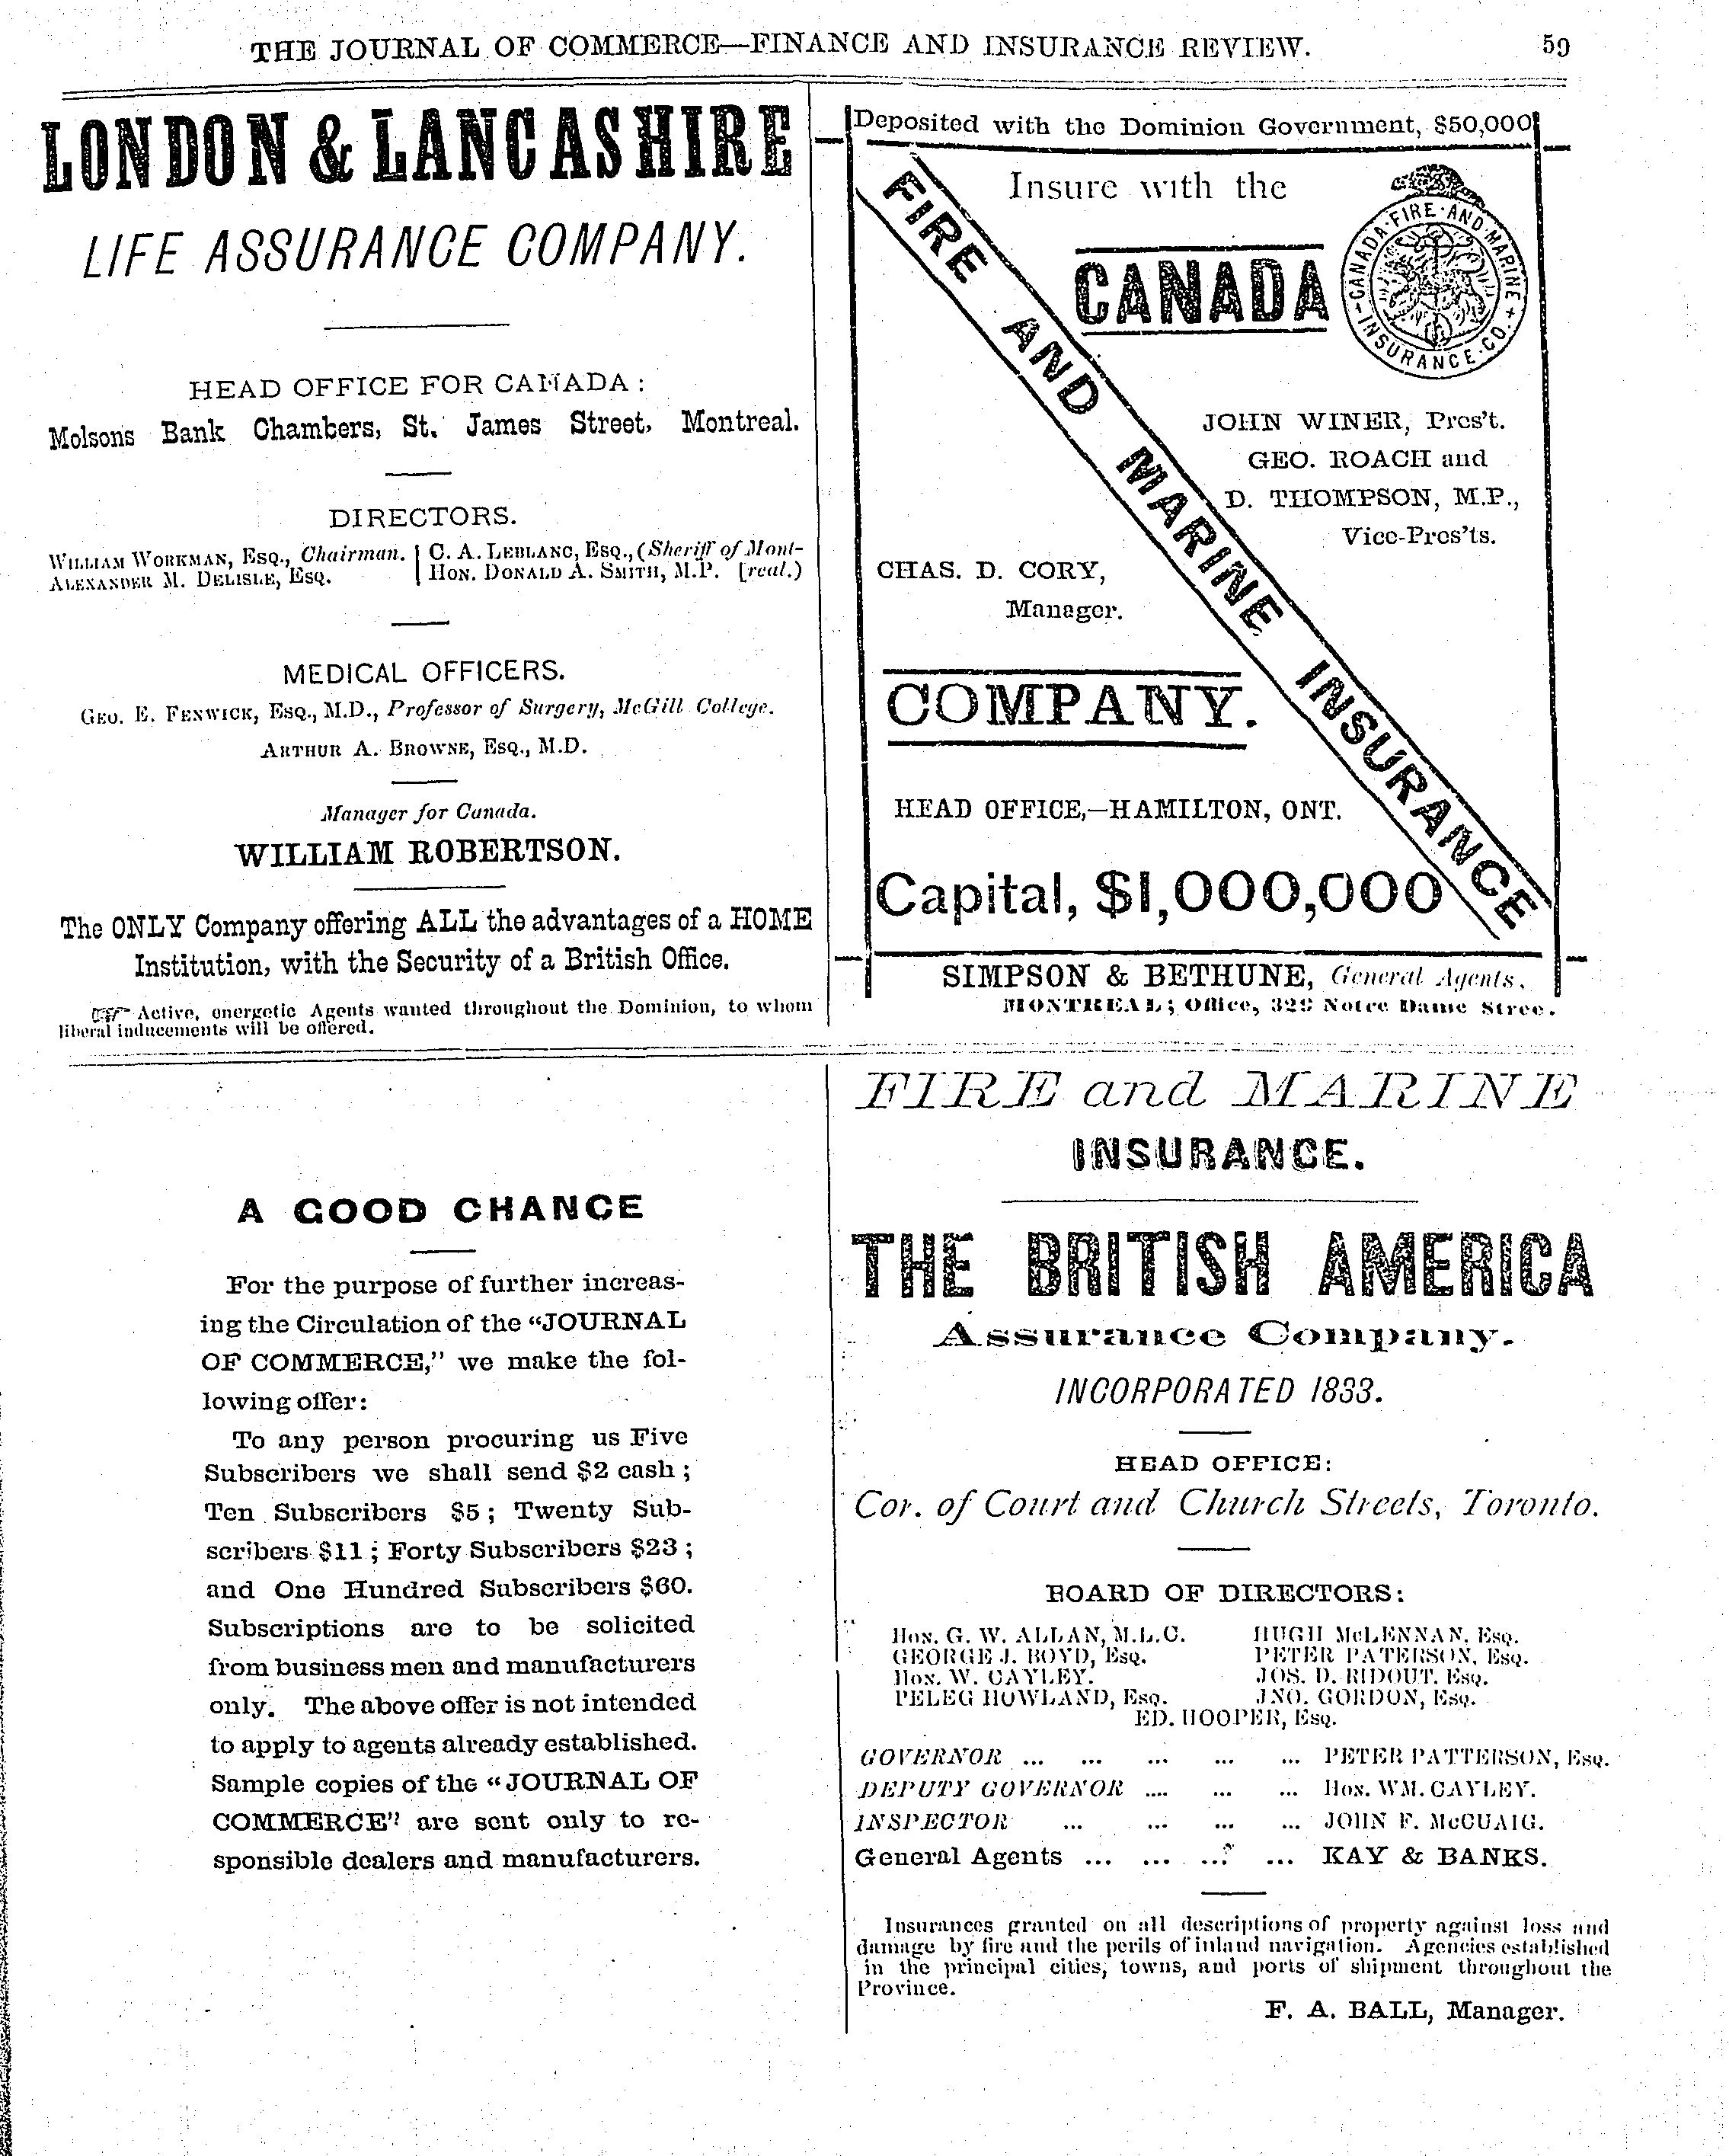 THE JOURNAL OF COMMERCE—FINANCE AND INSURANCE REVIEW. 59
LONDON & LANCASHIRE
LIFE ASSURANCE COMPANY.
HEAD OFFICE FOR CANADA:
Molsons Bank Chambers, St. James Street, Montreal.
DIRECTORS.
WILLIAM WORKMAN, ESQ., Chairman.
ALEXANDER M. DELISLE, ESQ.
C. A. LEBLANC, ESQ., (Sheriff of Mont-
HON. DONALD A. SMITH, M.P. [real.)
MEDICAL OFFICERS.
GEO. E. FENWICK, ESQ., M.D., Professor of Surgery, McGill College.
ARTHUR A. BROWNE, ESQ., M.D.
Manager for Canada.
WILLIAM ROBERTSON.
The ONLY Company offering ALL the advantages of a HOME
Institution, with the Security of a British Office.
☞ Active, energetic Agents wanted throughout the Dominion, to whom
liberal inducements will be offered.
Deposited with the Dominion Government, $50,000
Insure with the
CANADA
CANADA·FIRE·AND·MARINE
INSURANCE·CO.
FIRE AND MARINE INSURANCE
JOHN WINER, Pres't.
GEO. ROACH and
D. THOMPSON, M.P.,
Vice-Pres'ts.
CHAS. D. CORY,
Manager.
COMPANY.
HEAD OFFICE,—HAMILTON, ONT.
Capital, $1,000,000
SIMPSON & BETHUNE, General Agents,
MONTREAL; Office, 329 Notre Dame Stree.
A GOOD CHANCE
For the purpose of further increas-
ing the Circulation of the "JOURNAL
OF COMMERCE," we make the fol-
lowing offer:
To any person procuring us Five
Subscribers we shall send $2 cash;
Ten Subscribers $5; Twenty Sub-
scribers $11; Forty Subscribers $23;
and One Hundred Subscribers $60.
Subscriptions are to be solicited
from business men and manufacturers
only. The above offer is not intended
to apply to agents already established.
Sample copies of the "JOURNAL OF
COMMERCE" are sent only to re-
sponsible dealers and manufacturers.
FIRE and MARINE
INSURANCE.
THE BRITISH AMERICA
Assurance Company.
INCORPORATED 1833.
HEAD OFFICE:
Cor. of Court and Church Streets, Toronto.
BOARD OF DIRECTORS:
HON. G. W. ALLAN, M.L.C. HUGH McLENNAN, Esq.
GEORGE J. BOYD, Esq. PETER PATERSON, Esq.
HON. W. CAYLEY. JOS. D. RIDOUT, Esq.
PELEG HOWLAND, Esq. JNO. GORDON, Esq.
ED. HOOPER, Esq.
GOVERNOR ... ... ... ... ... PETER PATTERSON, Esq.
DEPUTY GOVERNOR .... ... ... HON. WM. CAYLEY.
INSPECTOR ... ... ... ... JOHN F. McCUAIG.
General Agents ... ... ... ... KAY & BANKS.
Insurances granted on all descriptions of property against loss and
damage by fire and the perils of inland navigation. Agencies established
in the principal cities, towns, and ports of shipment throughout the
Province.
F. A. BALL, Manager.